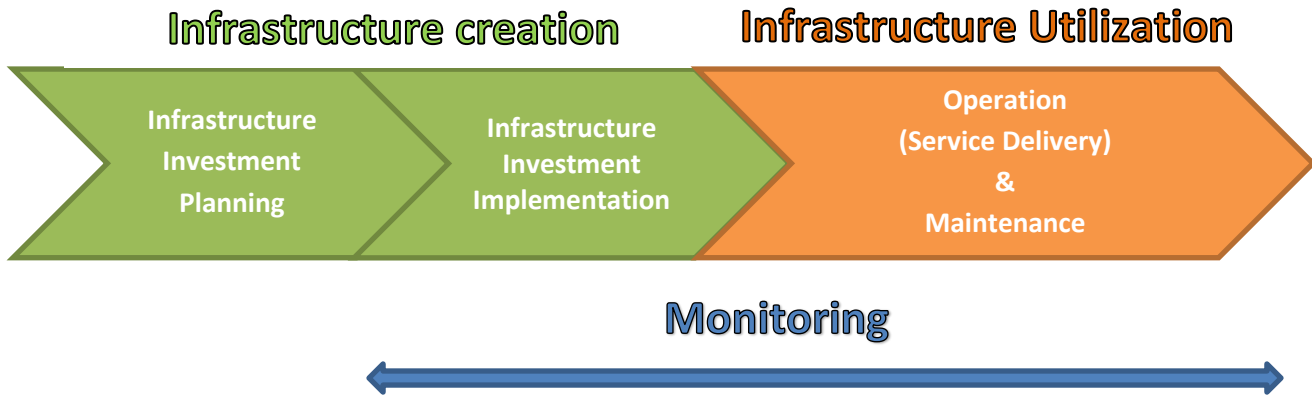 Infrastructure creation
Infrastructure Utilization
Infrastructure
Investment
Planning
Infrastructure
Investment
Implementation
Operation
(Service Delivery)
&
Maintenance
Monitoring